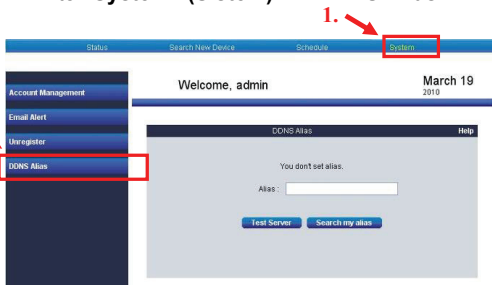 1.
Status Search New Device Schedule System
Welcome, admin
March 19
2010
Account Management
Email Alert
Unregister
DDNS Alias
DDNS Alias Help
You don't set alias.
Alias :
Test Server Search my alias